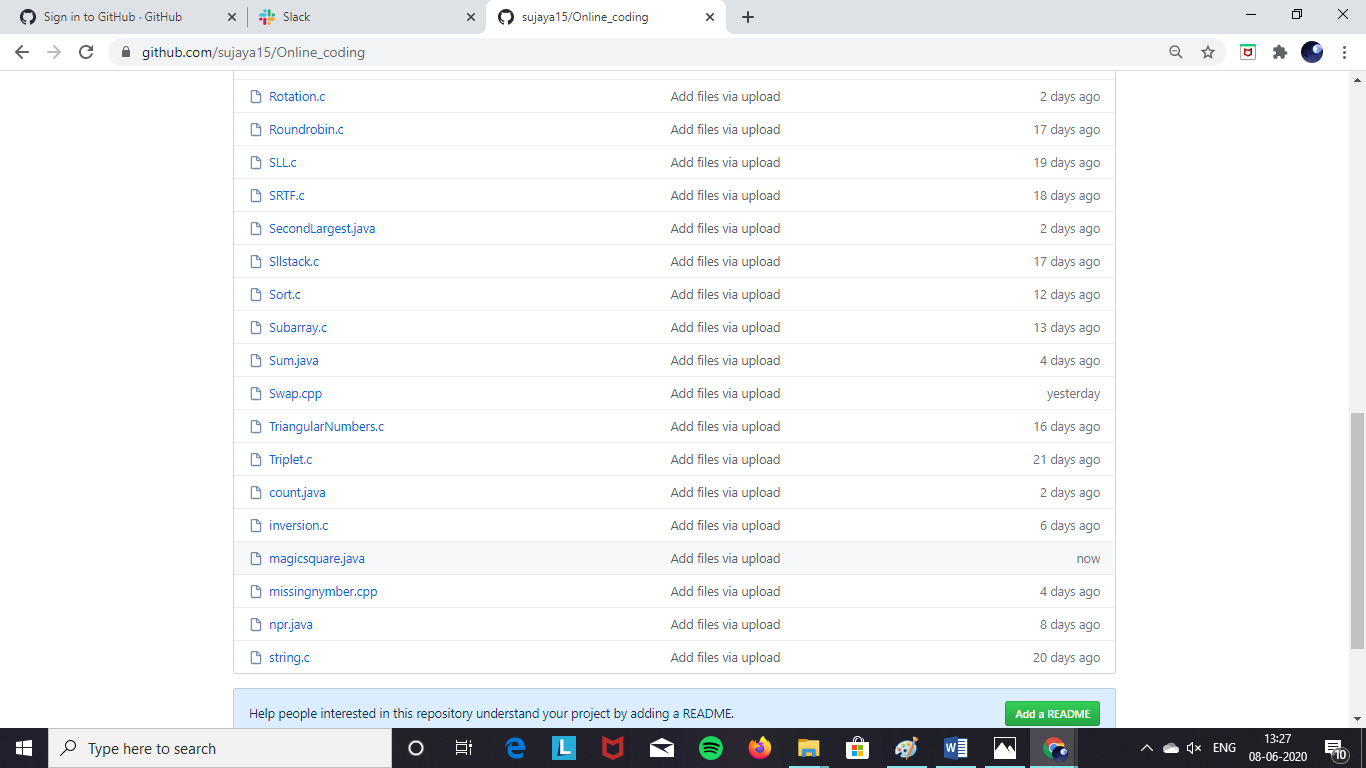 Sign in to GitHub · GitHub
Slack
sujaya15/Online_coding
github.com/sujaya15/Online_coding
Rotation.c Add files via upload 2 days ago
Roundrobin.c Add files via upload 17 days ago
SLL.c Add files via upload 19 days ago
SRTF.c Add files via upload 18 days ago
SecondLargest.java Add files via upload 2 days ago
Sllstack.c Add files via upload 17 days ago
Sort.c Add files via upload 12 days ago
Subarray.c Add files via upload 13 days ago
Sum.java Add files via upload 4 days ago
Swap.cpp Add files via upload yesterday
TriangularNumbers.c Add files via upload 16 days ago
Triplet.c Add files via upload 21 days ago
count.java Add files via upload 2 days ago
inversion.c Add files via upload 6 days ago
magicsquare.java Add files via upload now
missingnymber.cpp Add files via upload 4 days ago
npr.java Add files via upload 8 days ago
string.c Add files via upload 20 days ago
Help people interested in this repository understand your project by adding a README. Add a README
Type here to search
L
W
ENG
13:27
08-06-2020
10